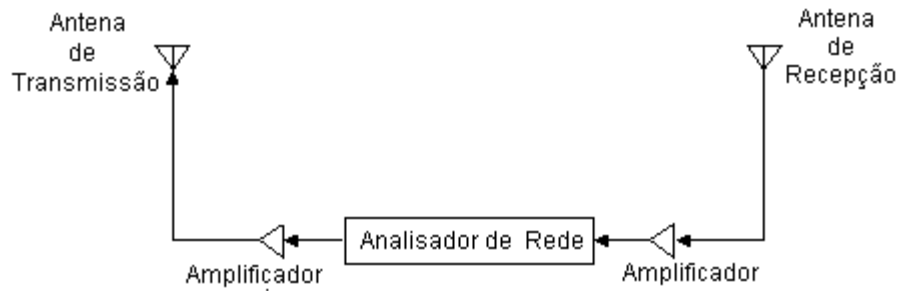 Antena
de
Transmissão
Antena
de
Recepção
Analisador de Rede
Amplificador
Amplificador